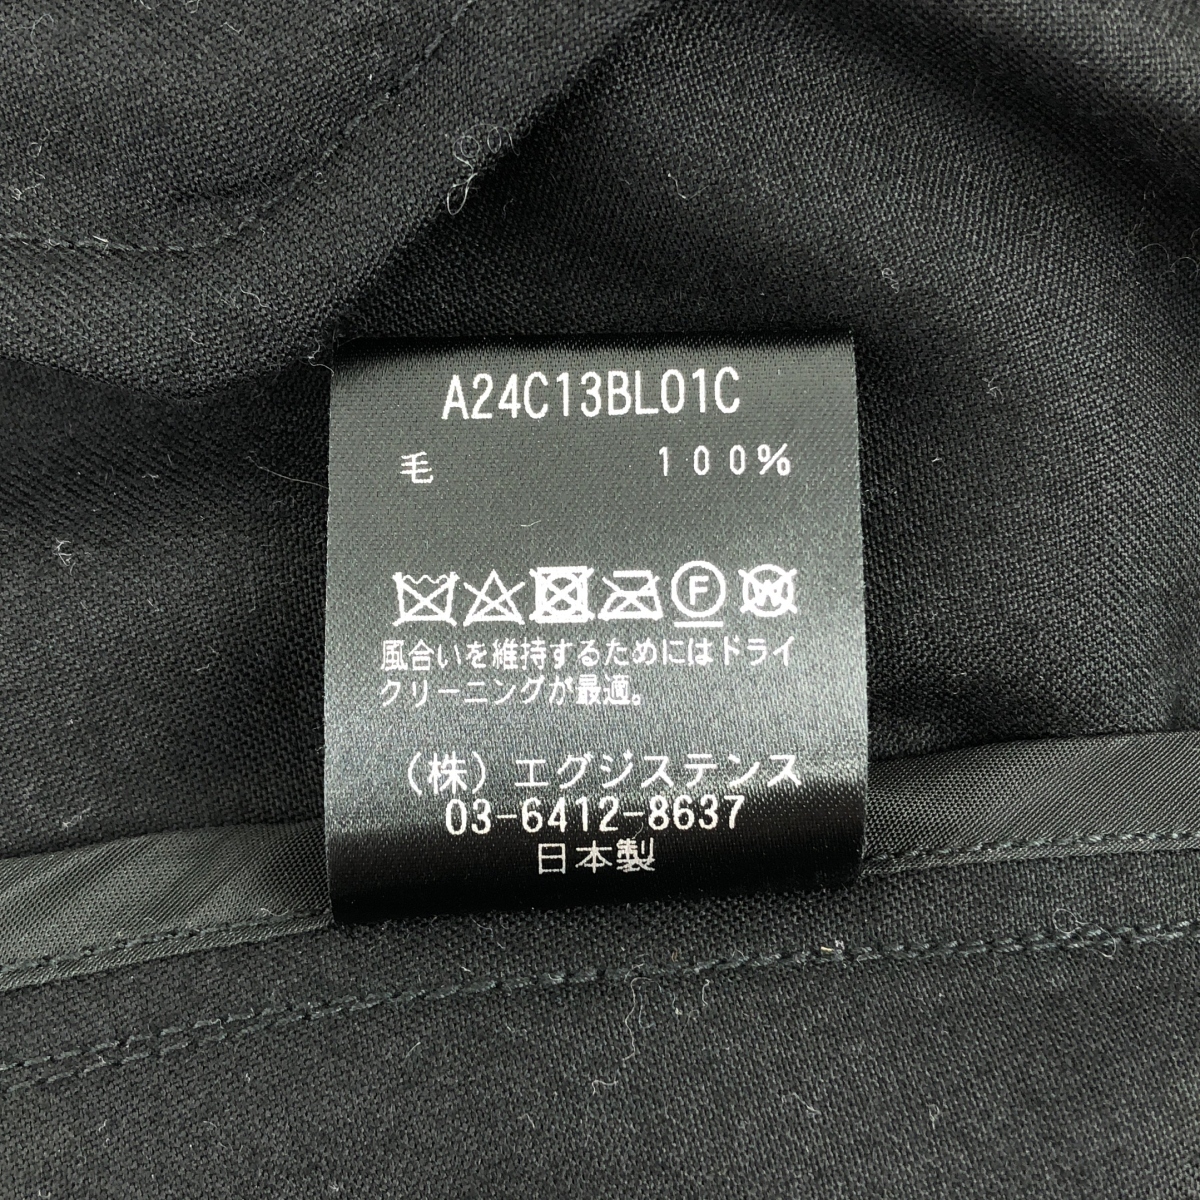 A24C13BL01C
毛 100%
F W
風合いを維持するためにはドライ
クリーニングが最適。
（株）エグジステンス
03-6412-8637
日本製